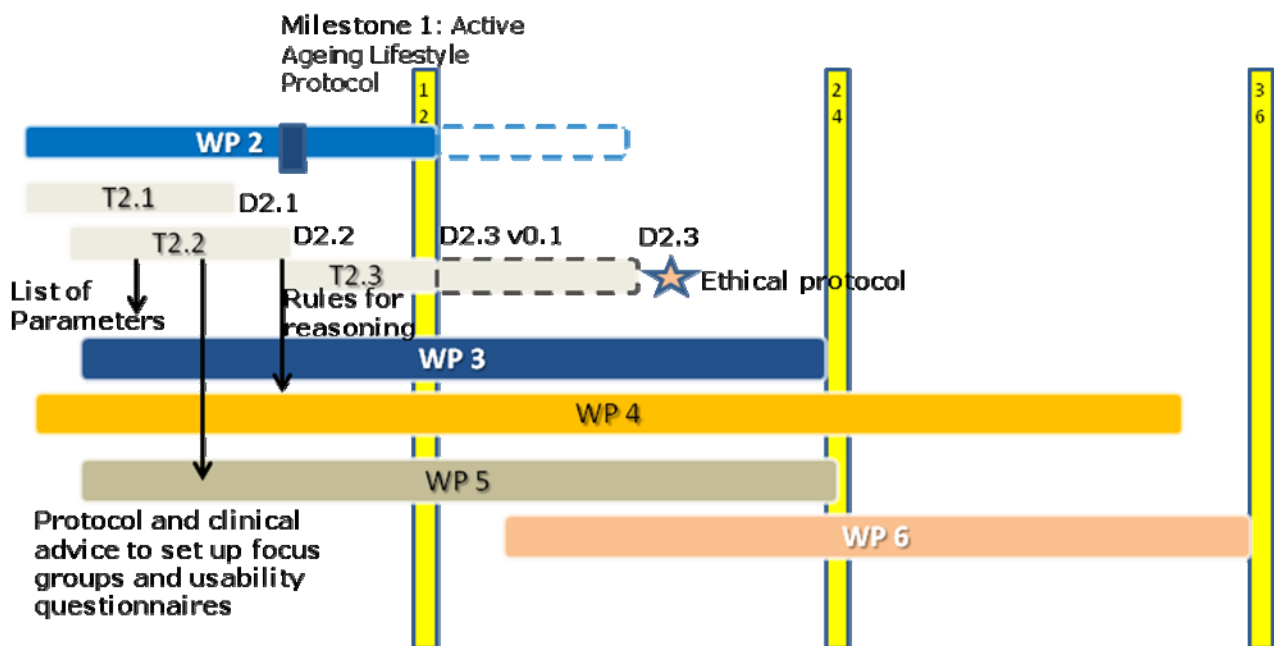 Milestone 1: Active
Ageing Lifestyle
Protocol
1
2
2
4
3
6
WP 2
T2.1
D2.1
T2.2
D2.2
D2.3 v0.1
D2.3
T2.3
Ethical protocol
List of
Parameters
Rules for
reasoning
WP 3
WP 4
WP 5
Protocol and clinical
advice to set up focus
groups and usability
questionnaires
WP 6